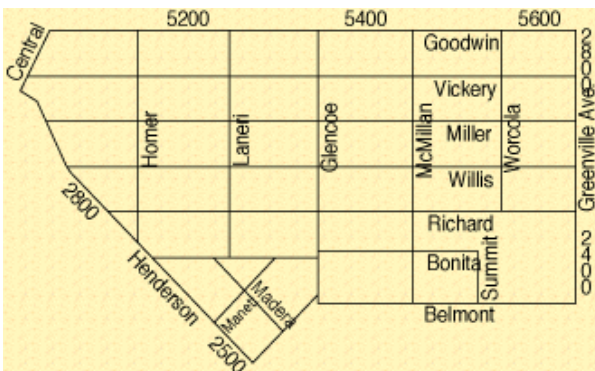 5200
5400
5600
Goodwin
Central
2800
Vickery
Homer
Laneri
Glencoe
McMillan
Miller
Worcola
Greenville Ave
Willis
2800
Richard
Henderson
Bonita
Summit
2400
Madera
Manett
2500
Belmont